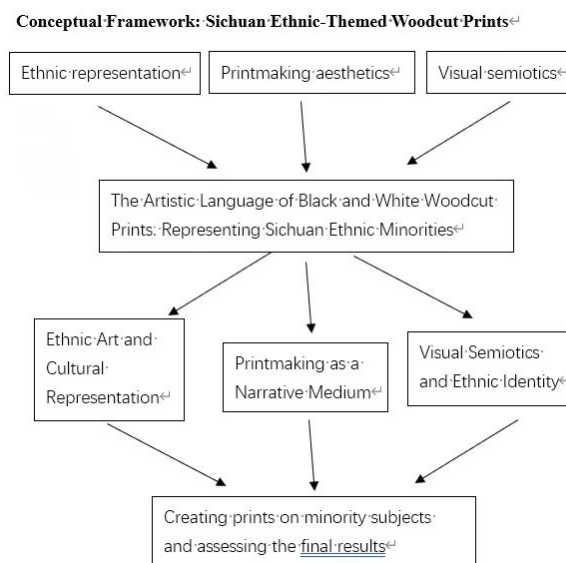 Conceptual Framework: Sichuan Ethnic-Themed Woodcut Prints
Ethnic representation
Printmaking aesthetics
Visual semiotics
The Artistic Language of Black and White Woodcut
Prints: Representing Sichuan Ethnic Minorities
Ethnic Art and
Cultural
Representation
Printmaking as a
Narrative Medium
Visual Semiotics
and Ethnic Identity
Creating prints on minority subjects
and assessing the final results